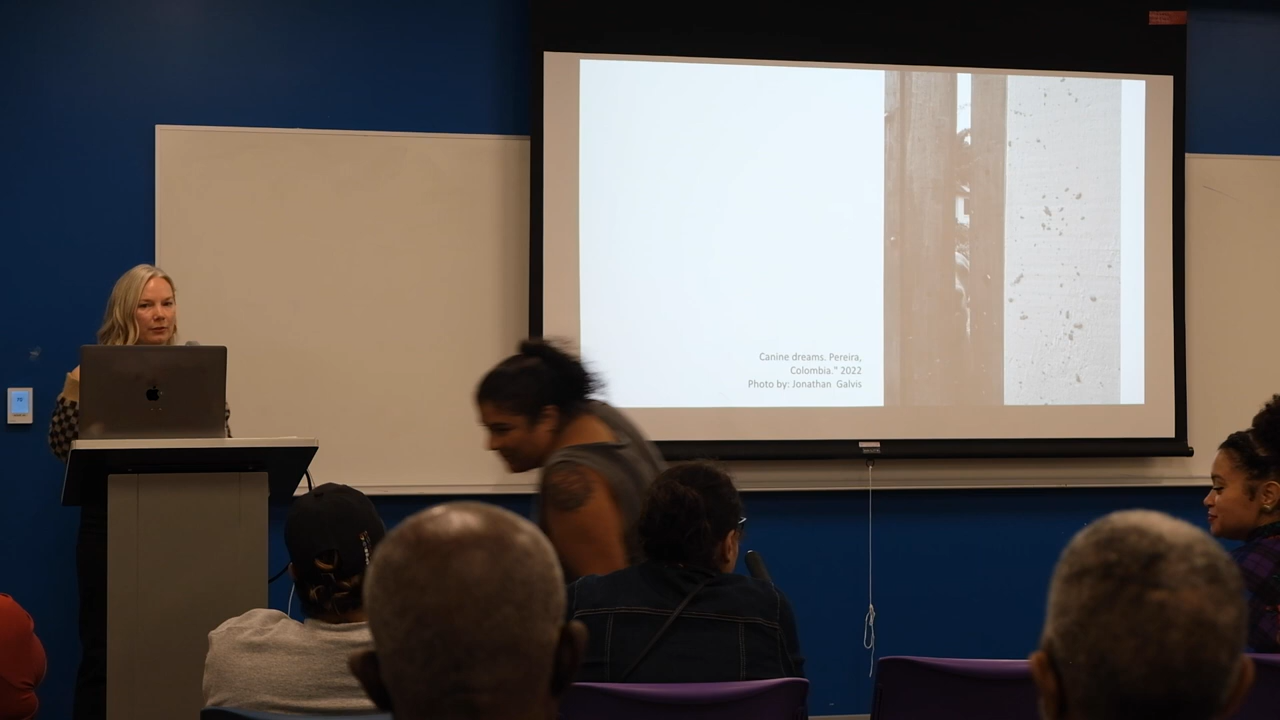 Canine dreams. Pereira,
Colombia." 2022
Photo by: Jonathan Galvis